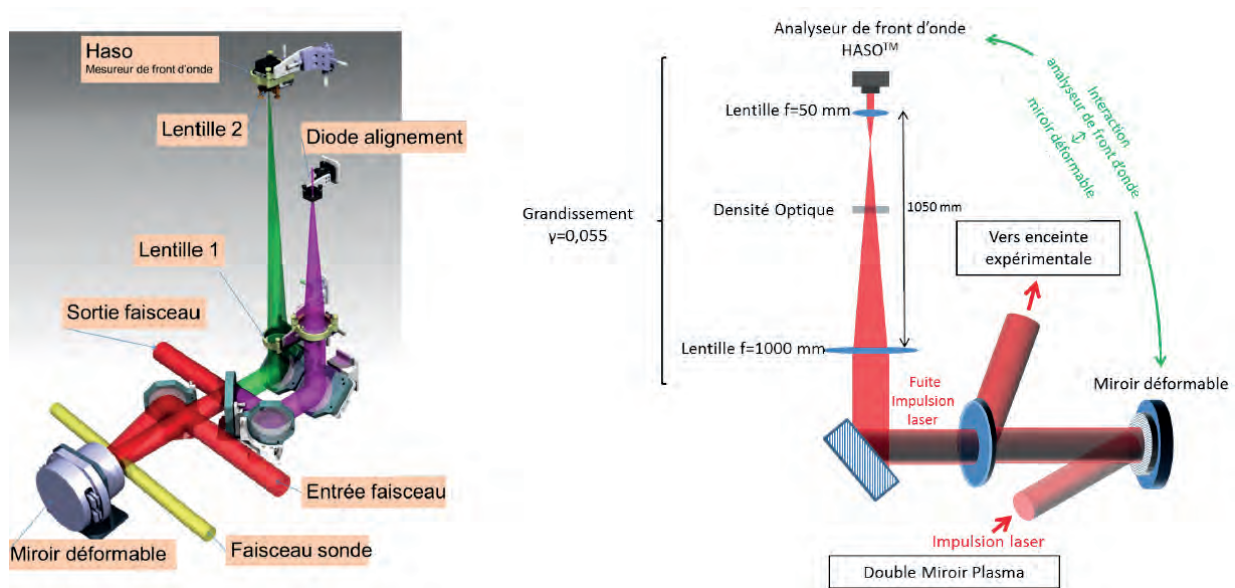 Haso
Mesureur de front d'onde
Lentille 2
Diode alignement
Lentille 1
Sortie faisceau
Entrée faisceau
Miroir déformable
Faisceau sonde
Analyseur de front d'onde
HASO™
Lentille f=50 mm
Densité Optique
1050 mm
Grandissement
γ=0,055
Lentille f=1000 mm
Interaction
analyseur de front d'onde
↕
miroir déformable
Vers enceinte
expérimentale
Miroir déformable
Fuite
Impulsion
laser
Impulsion laser
Double Miroir Plasma